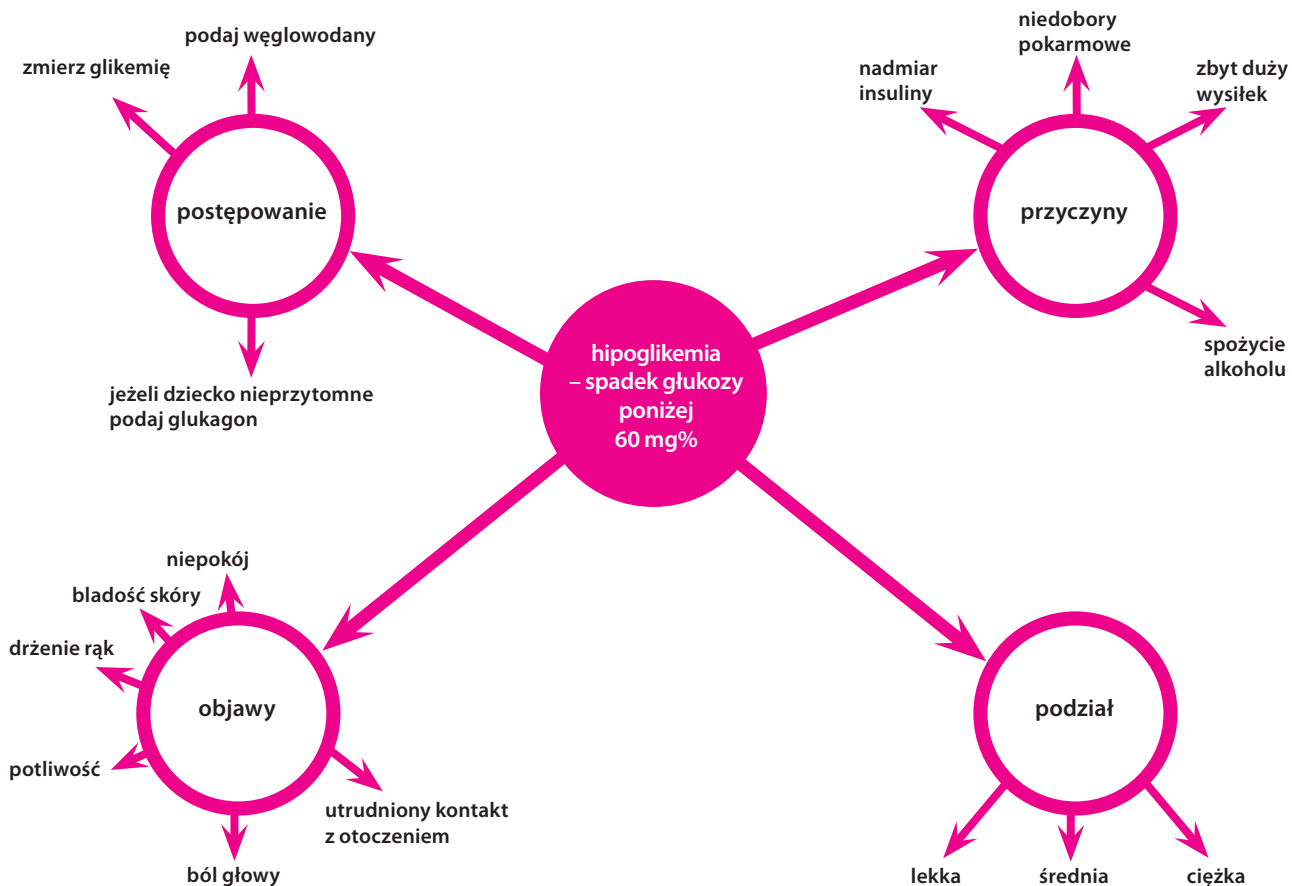 podaj węglowodany
zmierz glikemię
postępowanie
jeżeli dziecko nieprzytomne
podaj glukagon
niedobory
pokarmowe
nadmiar
insuliny
zbyt duży
wysiłek
przyczyny
spożycie
alkoholu
hipoglikemia
– spadek głukozy
poniżej
60 mg%
niepokój
bladość skóry
drżenie rąk
objawy
potliwość
utrudniony kontakt
z otoczeniem
ból głowy
podział
lekka
średnia
ciężka